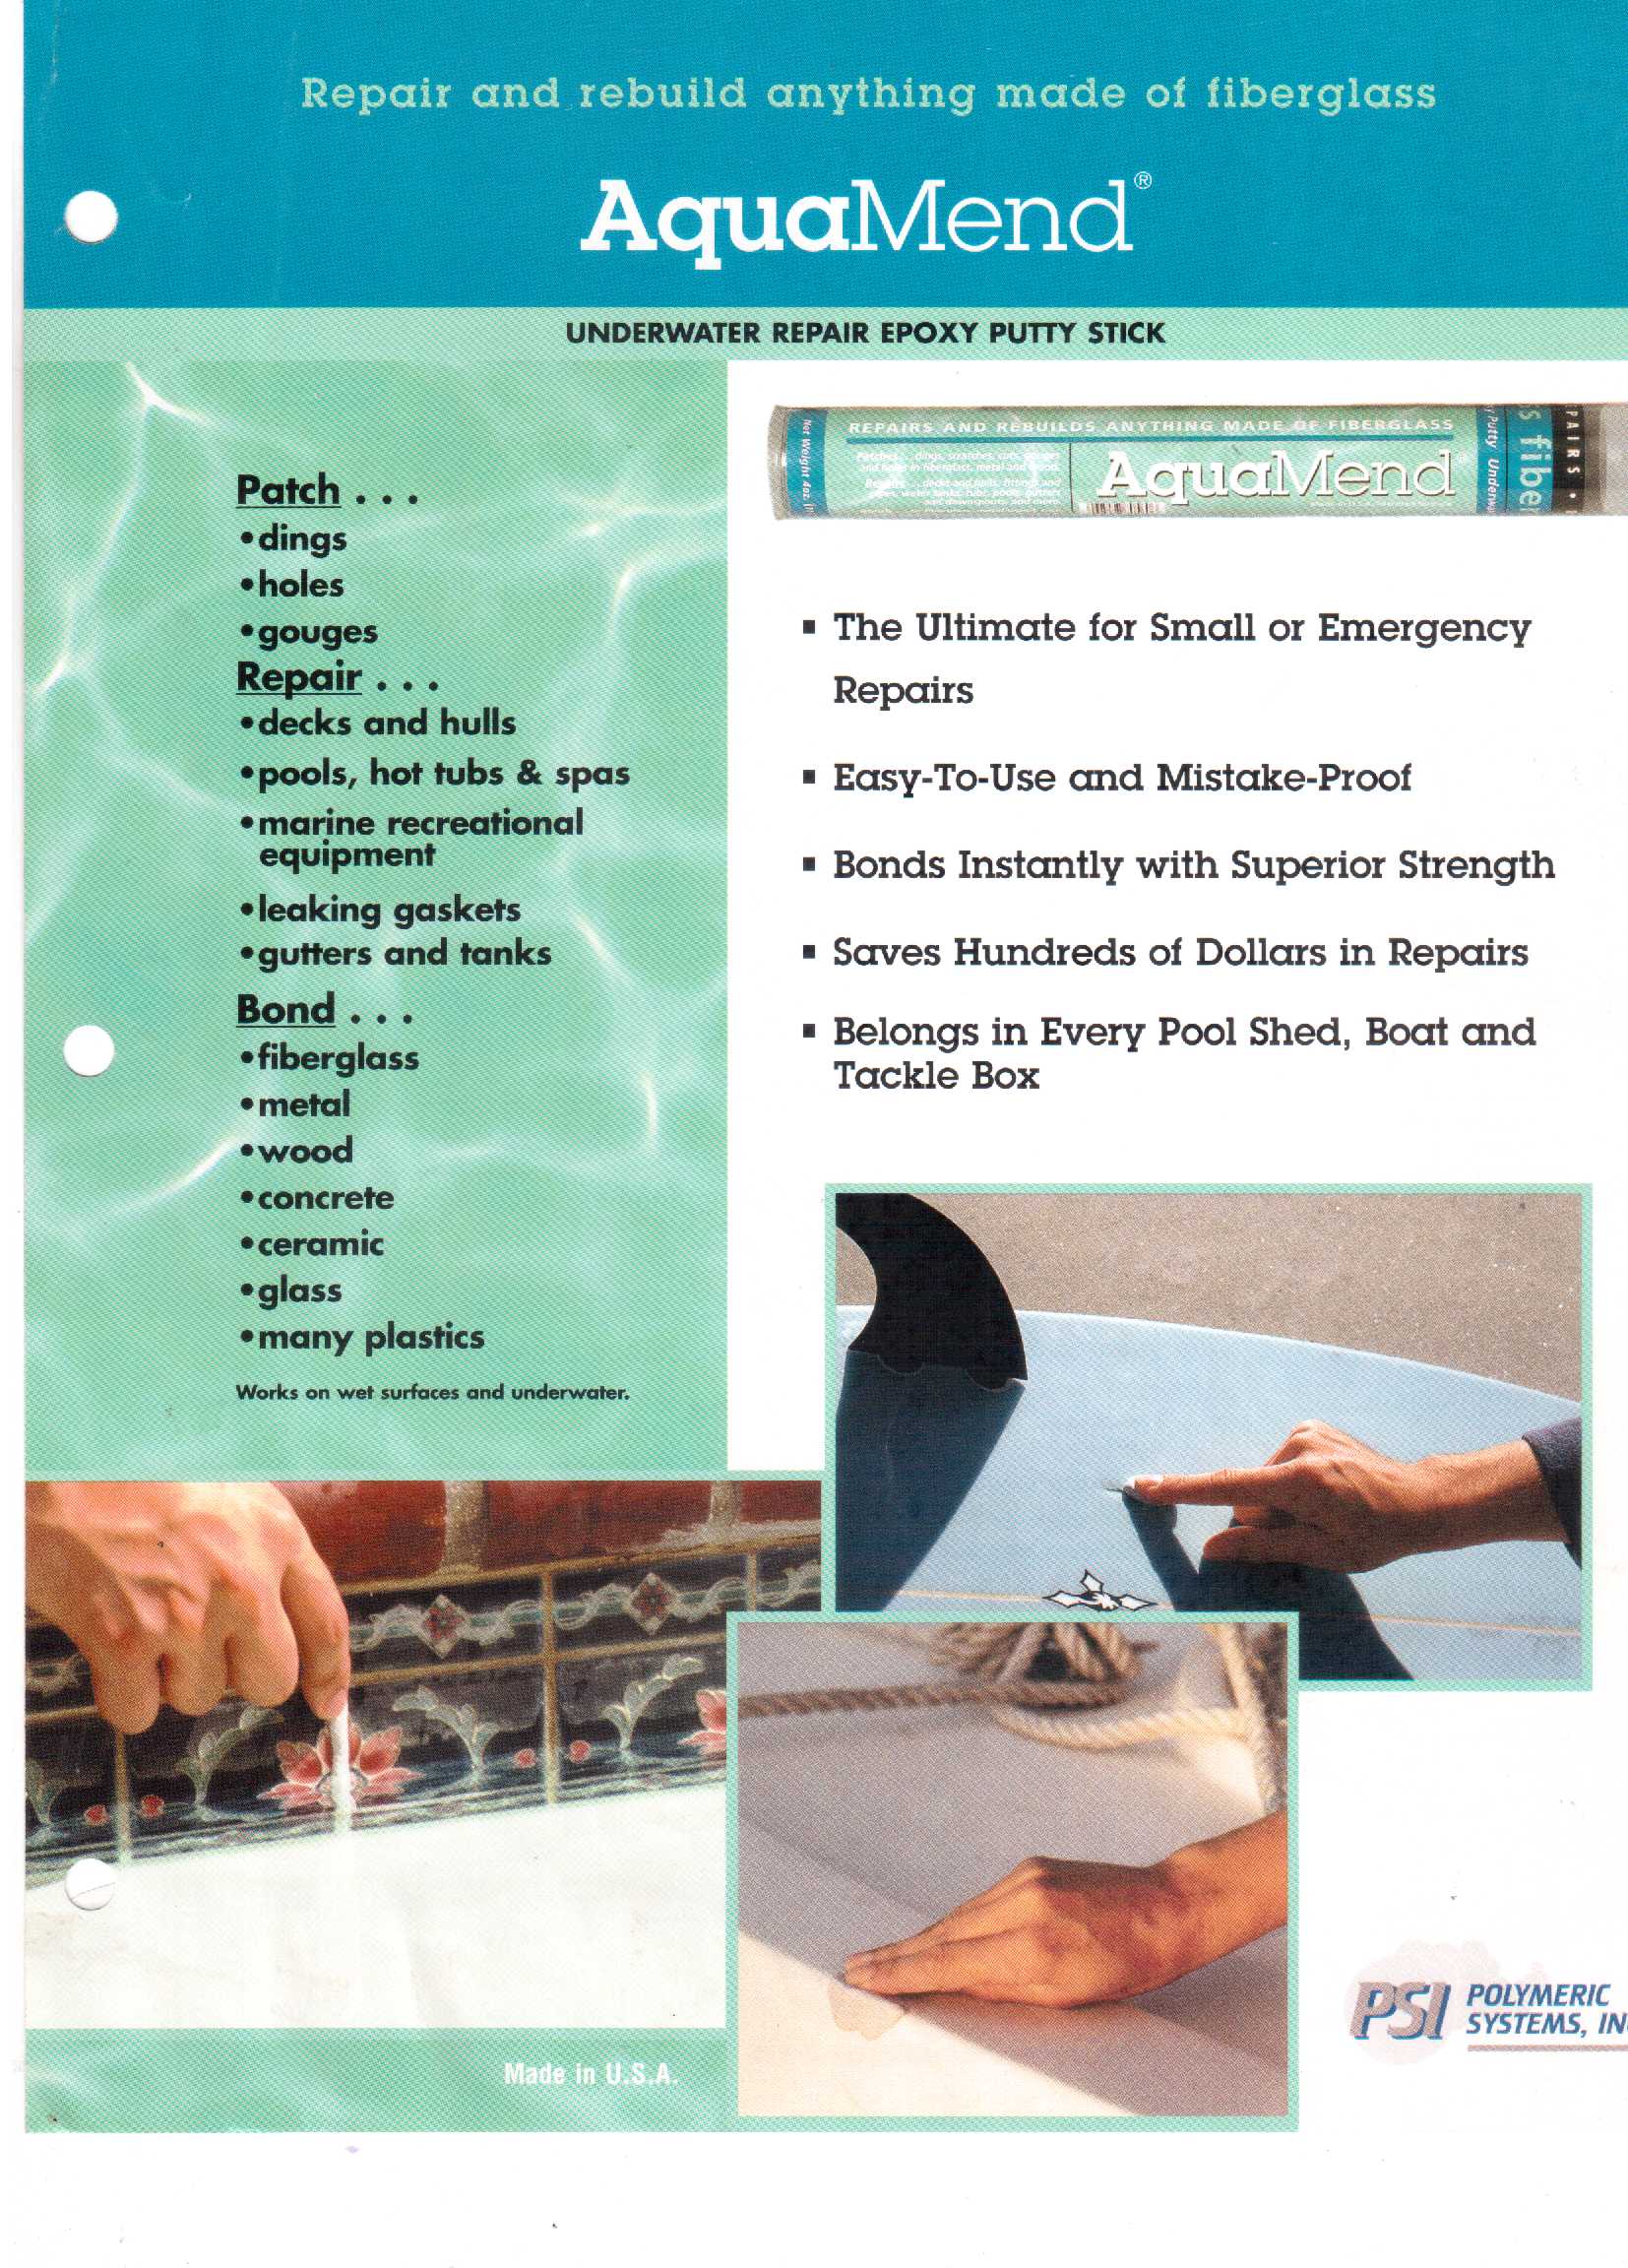 Repair and rebuild anything made of fiberglass
AquaMend®
UNDERWATER REPAIR EPOXY PUTTY STICK
Patch . . .
•dings
•holes
•gouges
Repair . . .
•decks and hulls
•pools, hot tubs & spas
•marine recreational
equipment
•leaking gaskets
•gutters and tanks
Bond . . .
•fiberglass
•metal
•wood
•concrete
•ceramic
•glass
•many plastics
Works on wet surfaces and underwater.
Net Weight 4oz.
REPAIRS AND REBUILDS ANYTHING MADE OF FIBERGLASS
AquaMend
Putty Underw
s fiber
PAIRS •
▪ The Ultimate for Small or Emergency
Repairs
▪ Easy-To-Use and Mistake-Proof
▪ Bonds Instantly with Superior Strength
▪ Saves Hundreds of Dollars in Repairs
▪ Belongs in Every Pool Shed, Boat and
Tackle Box
Made in U.S.A.
PSI POLYMERIC
SYSTEMS, IN